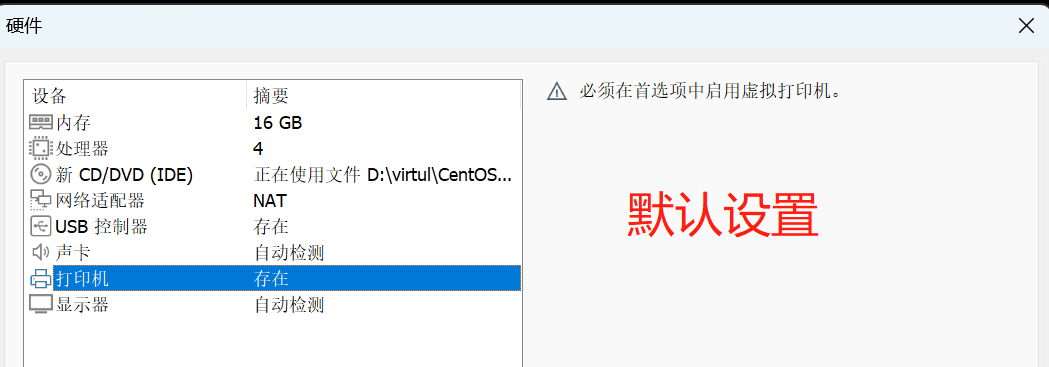 硬件
设备 摘要
内存 16 GB
处理器 4
新 CD/DVD (IDE) 正在使用文件 D:\virtul\CentOS...
网络适配器 NAT
USB 控制器 存在
声卡 自动检测
打印机 存在
显示器 自动检测
必须在首选项中启用虚拟打印机。
默认设置